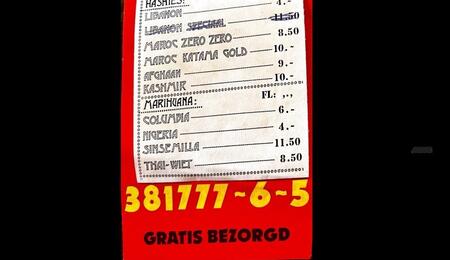 HASHIES: 4.-
LIBANON
LIBANON SPECIAAL 11.50
MAROC ZERO ZERO 8.50
MAROC KATAMA GOLD 10.-
AFGHAAN 9.-
KASHMIR 10.-
MARIHUANA: FL: ,-,
COLUMBIA 6.-
NIGERIA 4.-
SINSEMILLA 11.50
THAI-WIET 8.50
381777~6~5
GRATIS BEZORGD